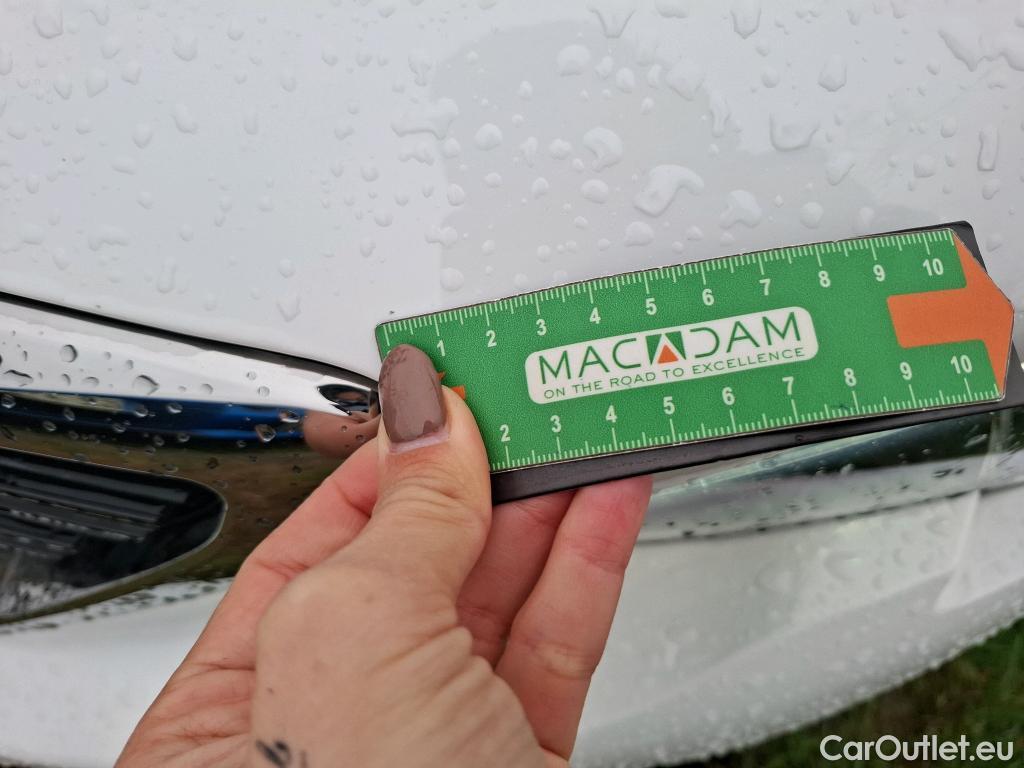 1 2 3 4 5 6 7 8 9 10
MACADAM
ON THE ROAD TO EXCELLENCE
2 3 4 5 6 7 8 9 10
CarOutlet.eu